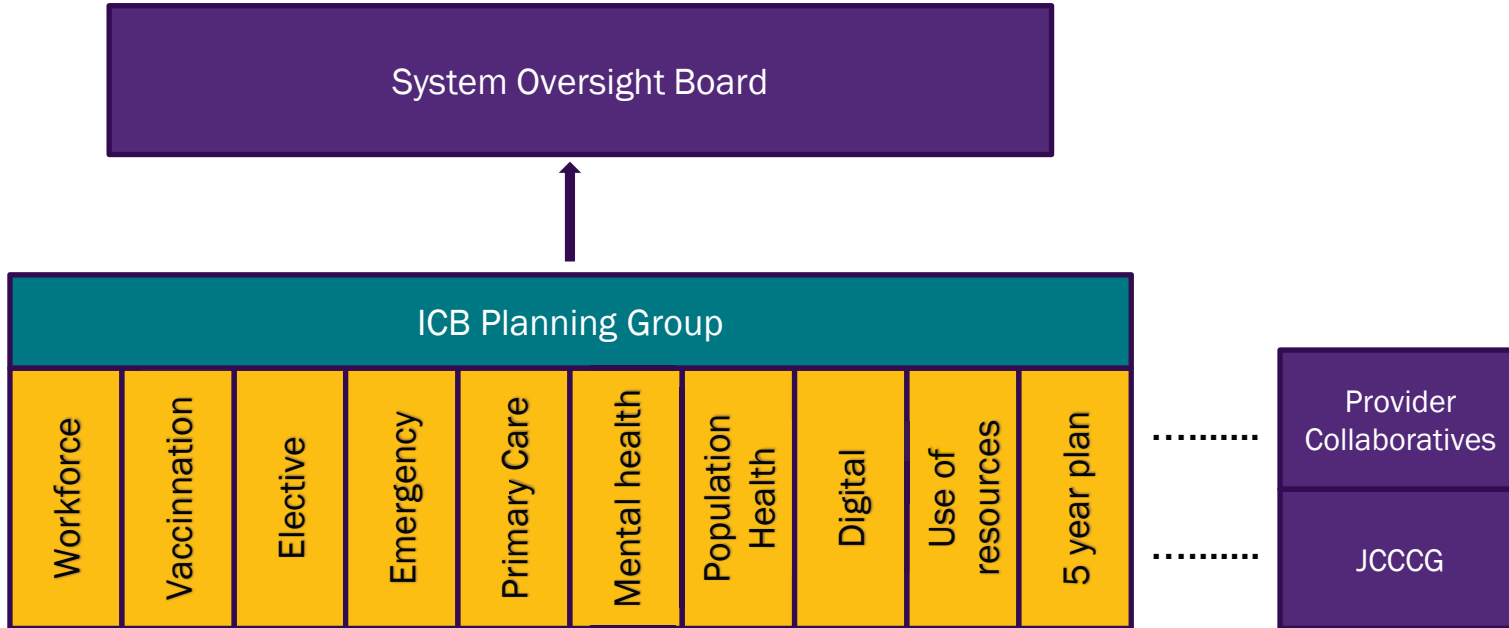 System Oversight Board
ICB Planning Group
Workforce
Vaccinnation
Elective
Emergency
Primary Care
Mental health
Population
Health
Digital
Use of
resources
5 year plan
..........
Provider
Collaboratives
..........
JCCCG